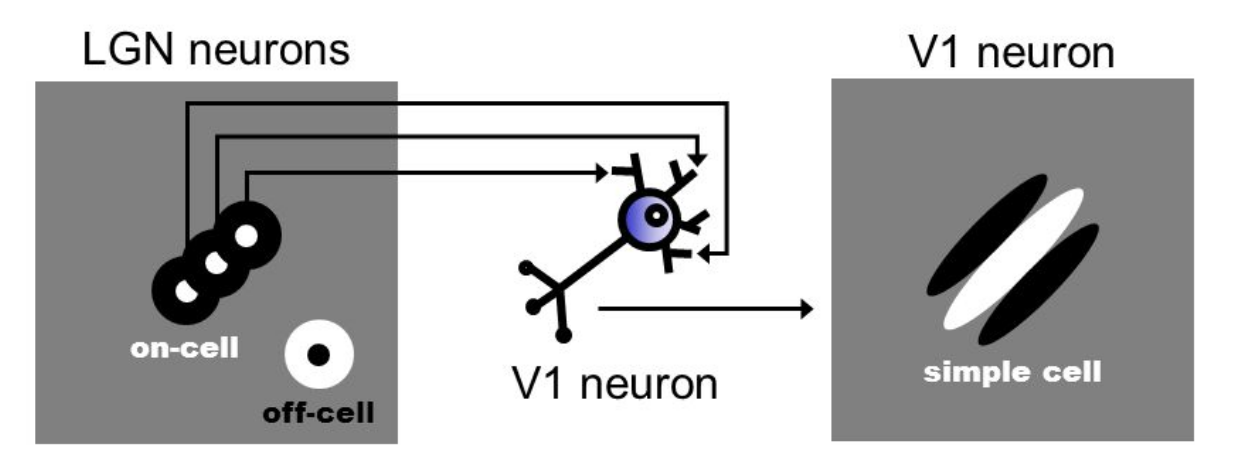 LGN neurons
V1 neuron
on-cell
off-cell
V1 neuron
simple cell